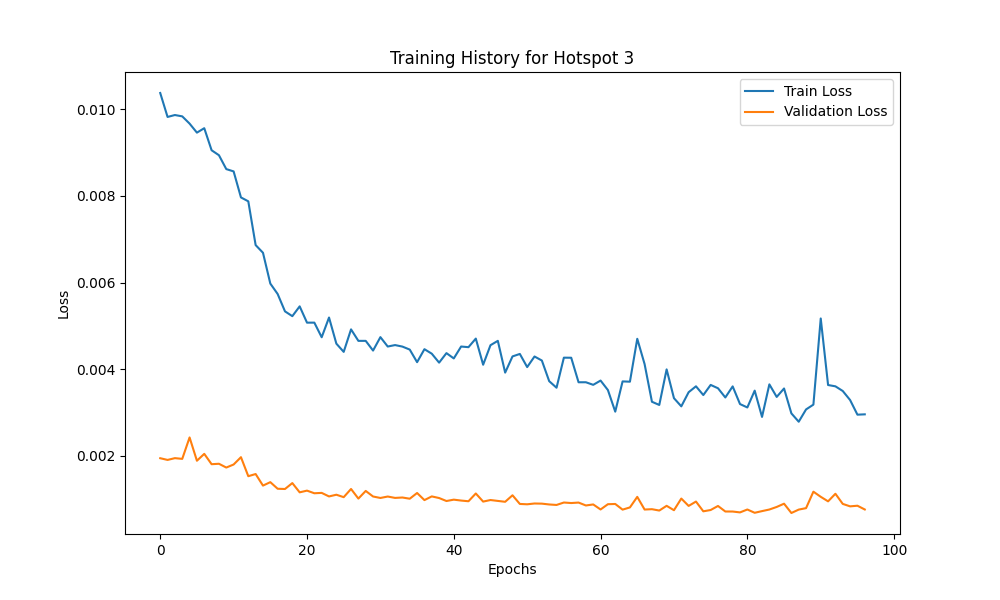 Training History for Hotspot 3
Train Loss
Validation Loss
0.010
0.008
0.006
0.004
0.002
Loss
0
20
40
60
80
100
Epochs